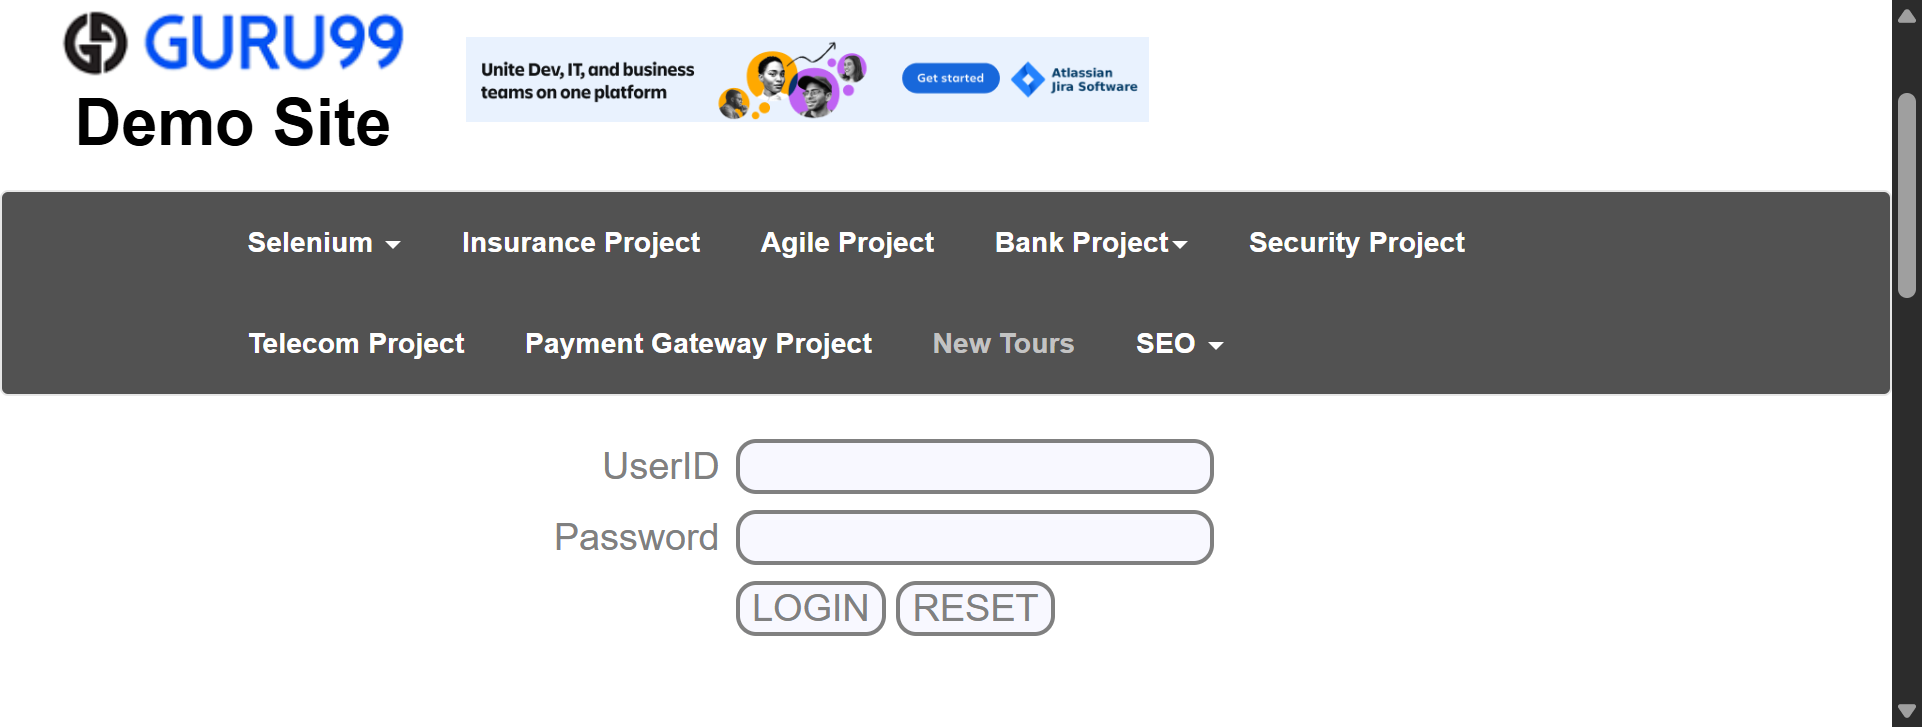 GURU99
Demo Site
Unite Dev, IT, and business
teams on one platform
Get started
Atlassian
Jira Software
Selenium
Insurance Project
Agile Project
Bank Project
Security Project
Telecom Project
Payment Gateway Project
New Tours
SEO
UserID
Password
LOGIN
RESET